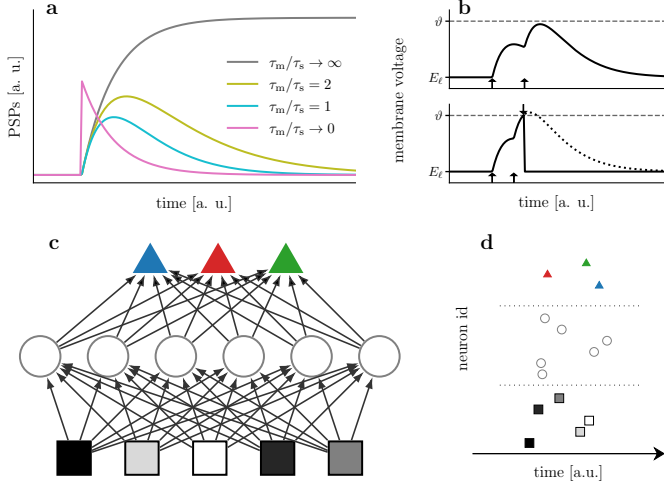 a
PSPs [a. u.]
τm/τs → ∞
τm/τs = 2
τm/τs = 1
τm/τs → 0
time [a. u.]
b
membrane voltage
ϑ
Eℓ
ϑ
Eℓ
time [a. u.]
c
d
neuron id
time [a.u.]